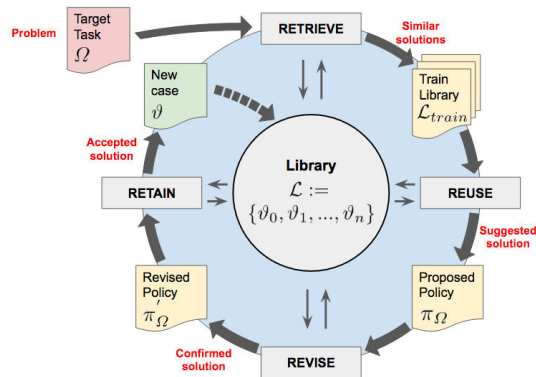 Problem
Target
Task
Ω
RETRIEVE
Similar
solutions
New
case
ϑ
Train
Library
ℒtrain
Accepted
solution
Library
ℒ :=
{ϑ0, ϑ1, ..., ϑn}
RETAIN
REUSE
Suggested
solution
Revised
Policy
π′Ω
Proposed
Policy
πΩ
Confirmed
solution
REVISE